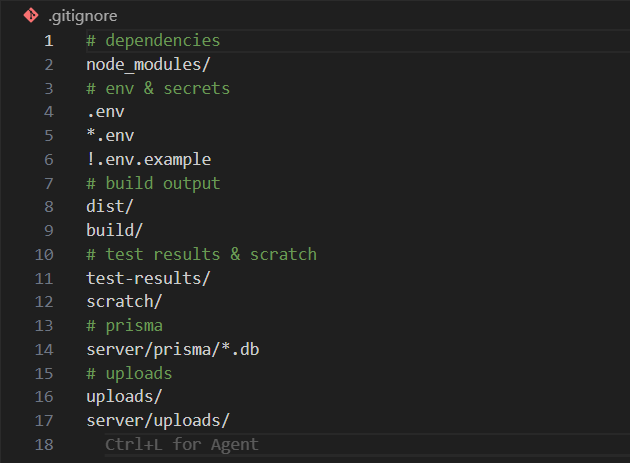 .gitignore
1 # dependencies
2 node_modules/
3 # env & secrets
4 .env
5 *.env
6 !.env.example
7 # build output
8 dist/
9 build/
10 # test results & scratch
11 test-results/
12 scratch/
13 # prisma
14 server/prisma/*.db
15 # uploads
16 uploads/
17 server/uploads/
18 Ctrl+L for Agent